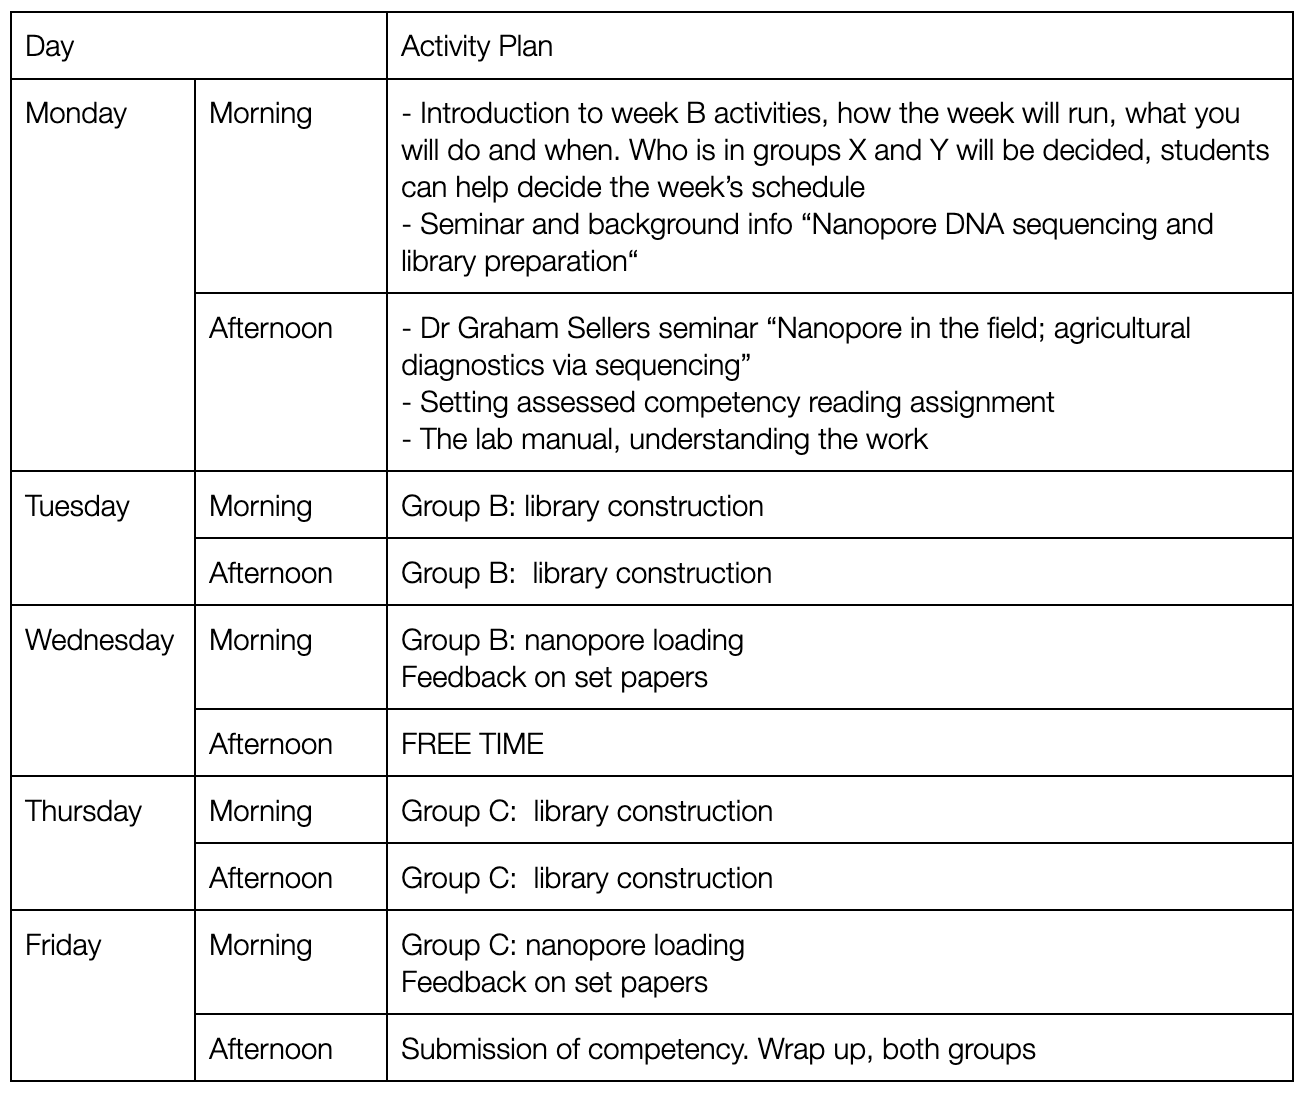 Day
Activity Plan
Monday
Morning
- Introduction to week B activities, how the week will run, what you
will do and when. Who is in groups X and Y will be decided, students
can help decide the week’s schedule
- Seminar and background info “Nanopore DNA sequencing and
library preparation“
Afternoon
- Dr Graham Sellers seminar “Nanopore in the field; agricultural
diagnostics via sequencing”
- Setting assessed competency reading assignment
- The lab manual, understanding the work
Tuesday
Morning
Group B: library construction
Afternoon
Group B:  library construction
Wednesday
Morning
Group B: nanopore loading
Feedback on set papers
Afternoon
FREE TIME
Thursday
Morning
Group C:  library construction
Afternoon
Group C:  library construction
Friday
Morning
Group C: nanopore loading
Feedback on set papers
Afternoon
Submission of competency. Wrap up, both groups